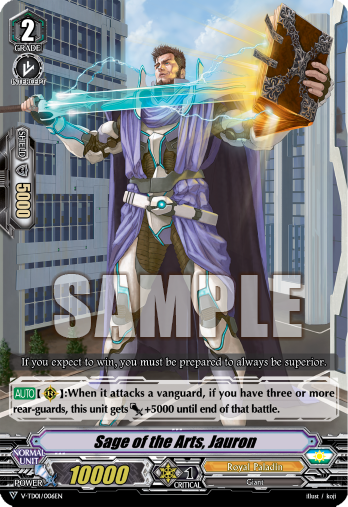 2
GRADE
INTERCEPT
SHIELD
5000
SAMPLE
If you expect to win, you must be prepared to always be superior.
AUTO [ R ]:When it attacks a vanguard, if you have three or more
rear-guards, this unit gets +5000 until end of that battle.
Sage of the Arts, Jauron
NORMAL
UNIT
POWER
10000
1
CRITICAL
Royal Paladin
Giant
V-TD01/006EN
Illust / koji